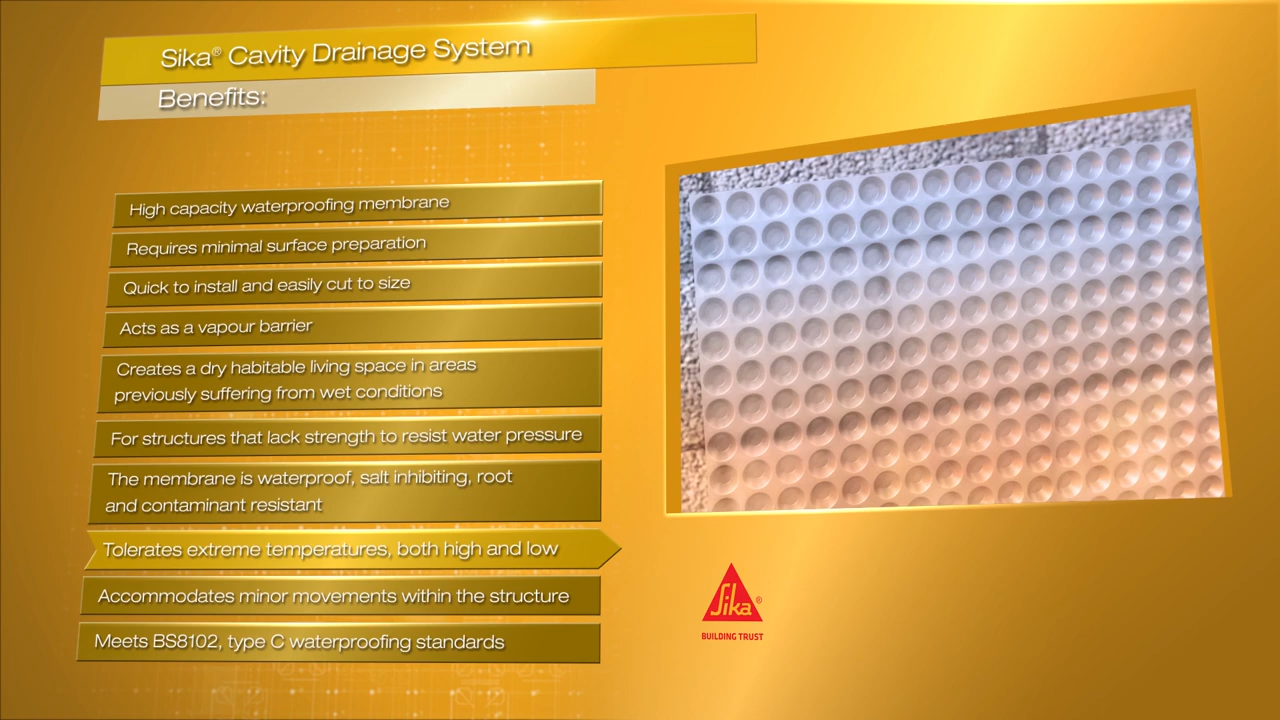 Sika® Cavity Drainage System
Benefits:
High capacity waterproofing membrane
Requires minimal surface preparation
Quick to install and easily cut to size
Acts as a vapour barrier
Creates a dry habitable living space in areas
previously suffering from wet conditions
For structures that lack strength to resist water pressure
The membrane is waterproof, salt inhibiting, root
and contaminant resistant
Tolerates extreme temperatures, both high and low
Accommodates minor movements within the structure
Meets BS8102, type C waterproofing standards
Sika®
BUILDING TRUST